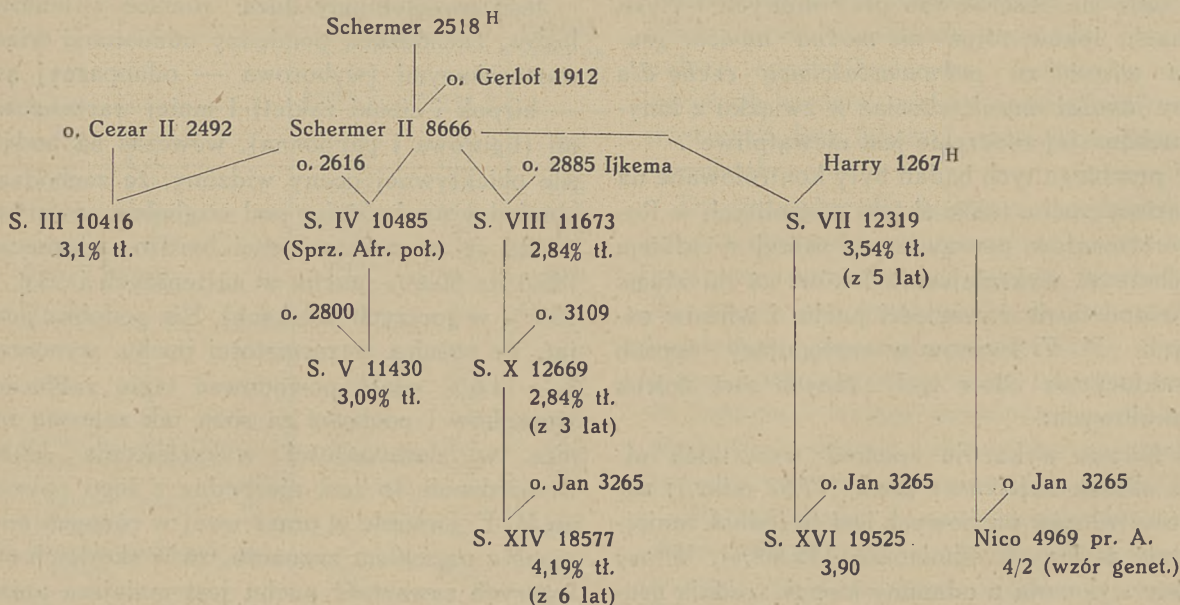 Schermer 2518 H
o. Gerlof 1912
o. Cezar II 2492 Schermer II 8666
o. 2616 o. 2885 Ijkema Harry 1267 H
S. III 10416 S. IV 10485 S. VIII 11673 S. VII 12319
3,1% tł. (Sprz. Afr. poł.) 2,84% tł. 3,54% tł.
(z 5 lat)
o. 2800 o. 3109
S. V 11430 S. X 12669
3,09% tł. 2,84% tł.
(z 3 lat)
o. Jan 3265 o. Jan 3265 o Jan 3265
S. XIV 18577 S. XVI 19525 Nico 4969 pr. A.
4,19% tł. 3,90 4/2 (wzór genet.)
(z 6 lat)